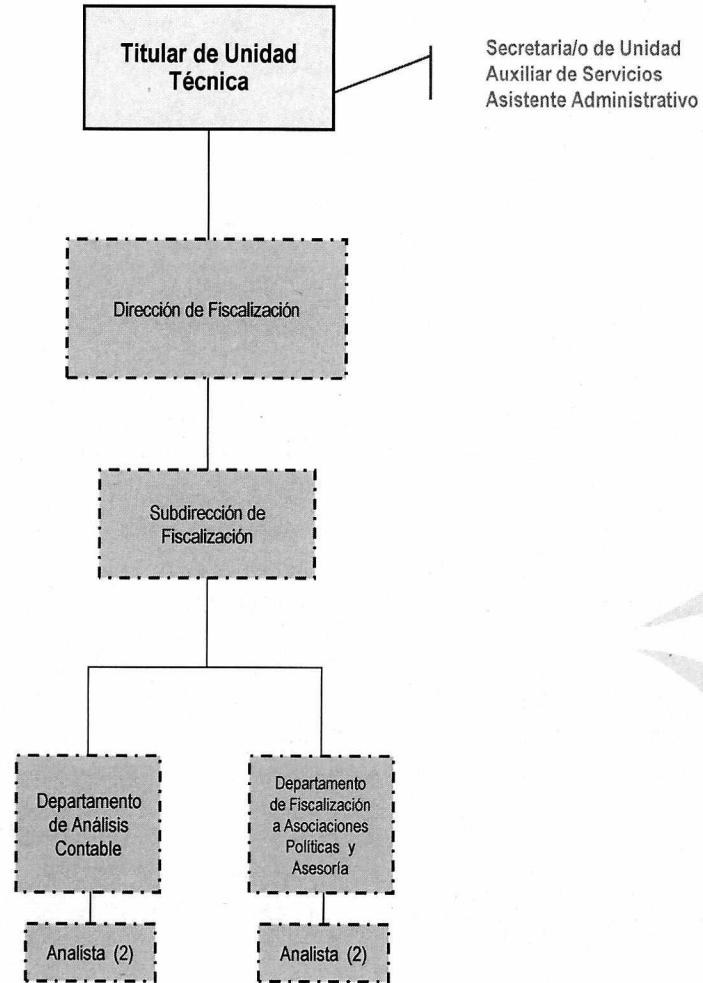 Titular de Unidad
Técnica
Secretaria/o de Unidad
Auxiliar de Servicios
Asistente Administrativo
Dirección de Fiscalización
Subdirección de
Fiscalización
Departamento
de Análisis
Contable
Departamento
de Fiscalización
a Asociaciones
Políticas y
Asesoría
Analista (2)
Analista (2)